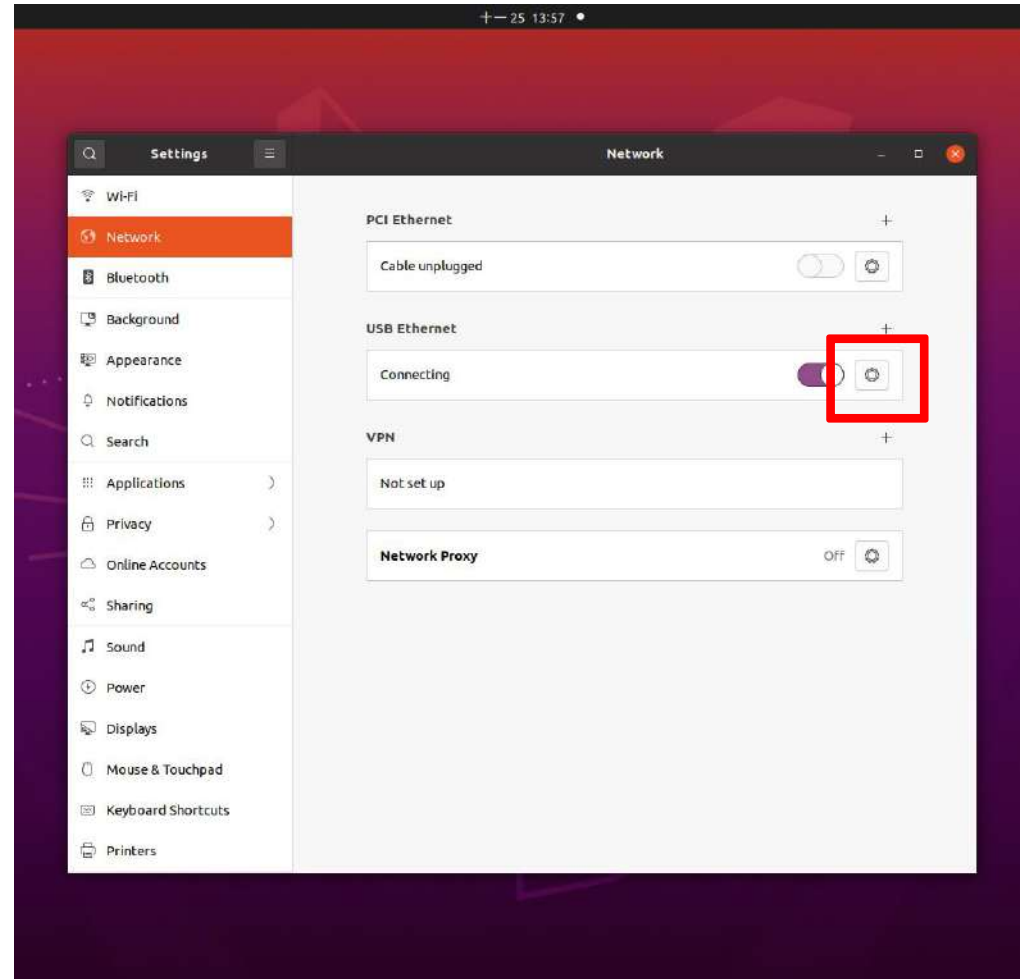 十一 25 13:57
Settings
Network
Wi-Fi
Network
Bluetooth
Background
Appearance
Notifications
Search
Applications
Privacy
Online Accounts
Sharing
Sound
Power
Displays
Mouse & Touchpad
Keyboard Shortcuts
Printers
PCI Ethernet
Cable unplugged
USB Ethernet
Connecting
VPN
Not set up
Network Proxy Off